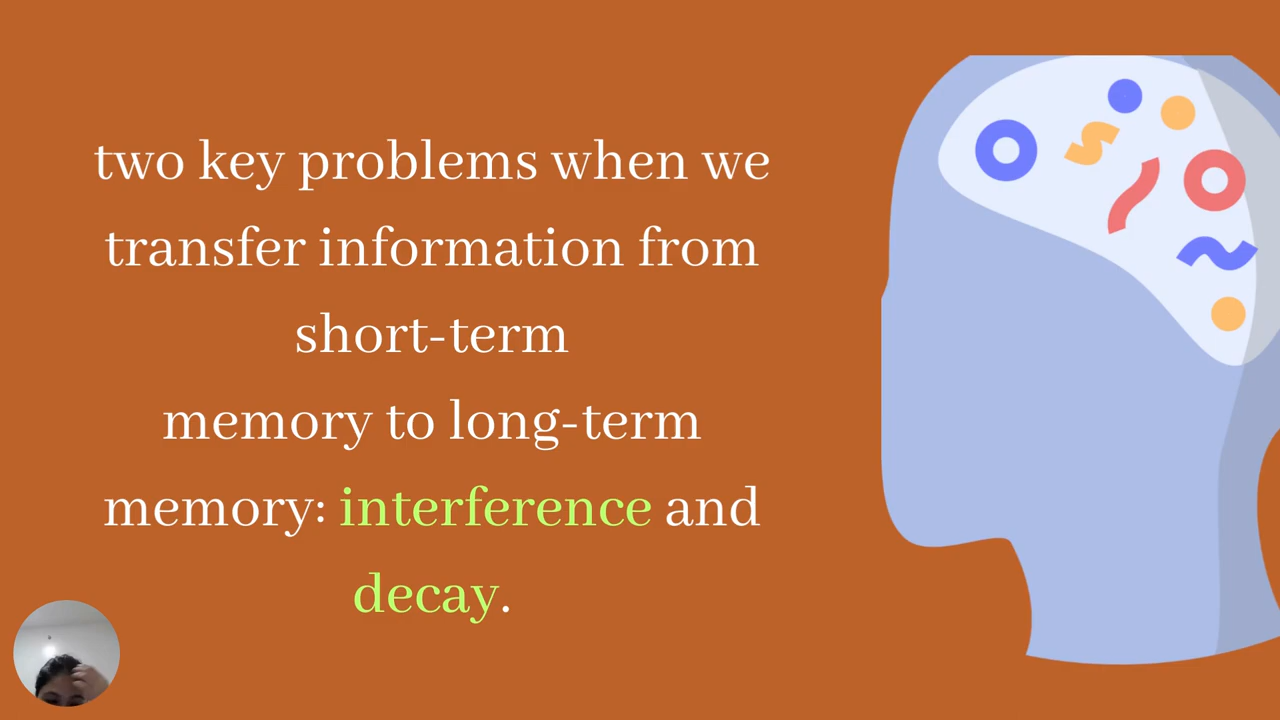 two key problems when we
transfer information from
short-term
memory to long-term
memory: interference and
decay.